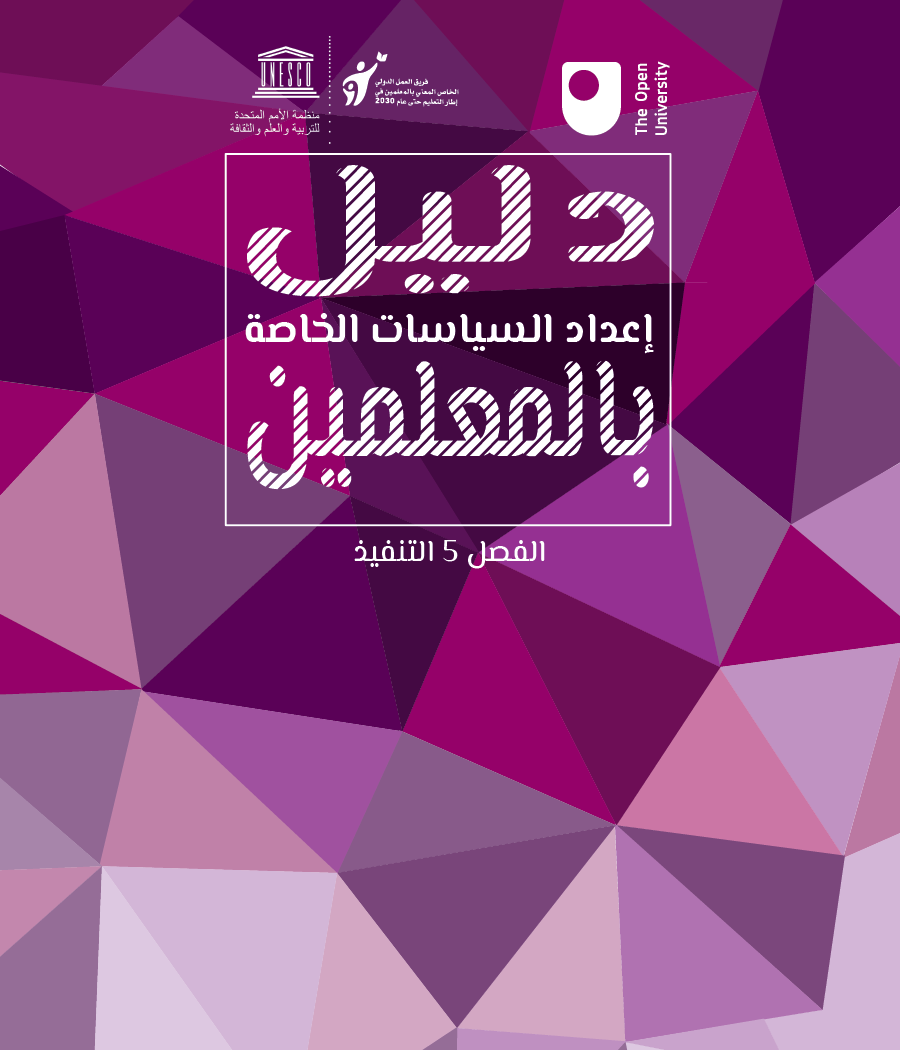 UNESCO
منظمة الأمم المتحدة
للتربية والعلم والثقافة
فريق العمل الدولي
الخاص المعني بالمعلمين في
إطار التعليم حتى عام 2030
The Open
University
دليل
إعداد السياسات الخاصة
بالمعلمين
الفصل 5 التنفيذ